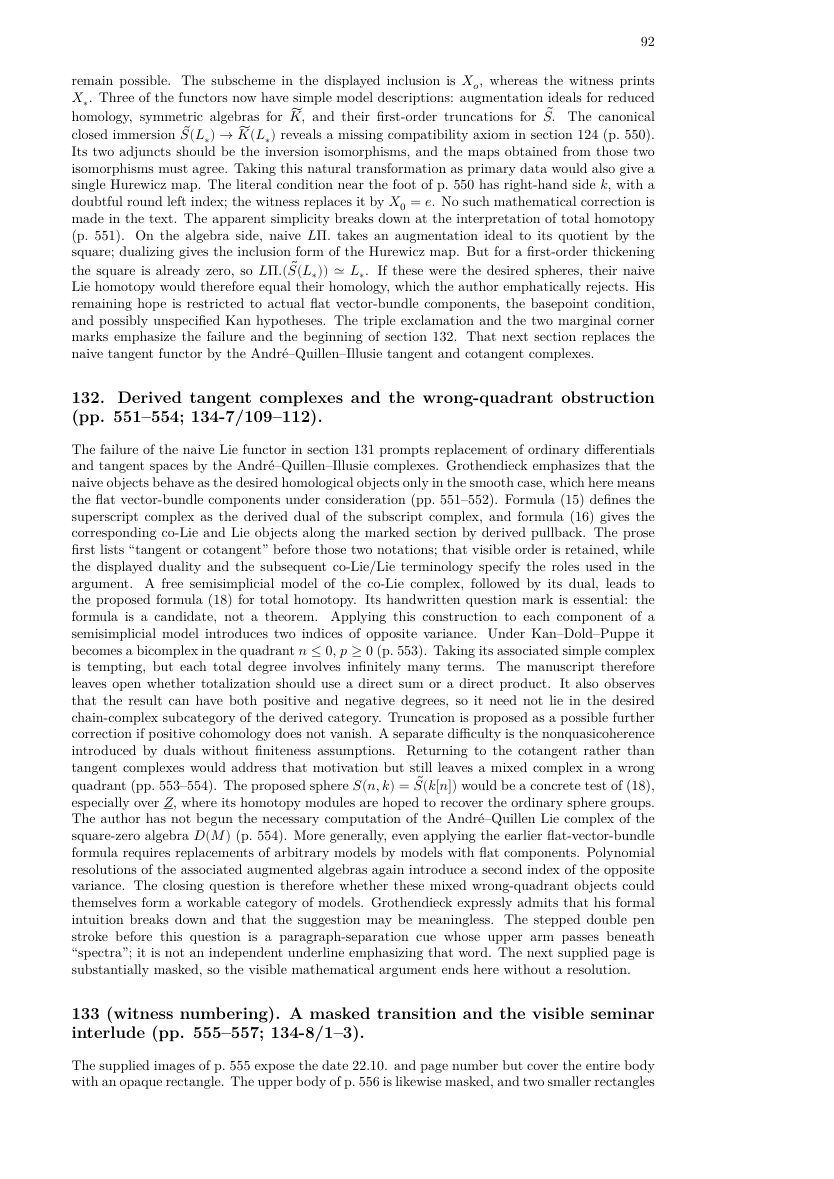 92
remain possible. The subscheme in the displayed inclusion is X_o, whereas the witness prints
X_*. Three of the functors now have simple model descriptions: augmentation ideals for reduced
homology, symmetric algebras for K̃, and their first-order truncations for S̃. The canonical
closed immersion S̃(L_*) → K̃(L_*) reveals a missing compatibility axiom in section 124 (p. 550).
Its two adjuncts should be the inversion isomorphisms, and the maps obtained from those two
isomorphisms must agree. Taking this natural transformation as primary data would also give a
single Hurewicz map. The literal condition near the foot of p. 550 has right-hand side k, with a
doubtful round left index; the witness replaces it by X_0 = e. No such mathematical correction is
made in the text. The apparent simplicity breaks down at the interpretation of total homotopy
(p. 551). On the algebra side, naive LΠ. takes an augmentation ideal to its quotient by the
square; dualizing gives the inclusion form of the Hurewicz map. But for a first-order thickening
the square is already zero, so LΠ.(S̃(L_*)) ≃ L_*. If these were the desired spheres, their naive
Lie homotopy would therefore equal their homology, which the author emphatically rejects. His
remaining hope is restricted to actual flat vector-bundle components, the basepoint condition,
and possibly unspecified Kan hypotheses. The triple exclamation and the two marginal corner
marks emphasize the failure and the beginning of section 132. That next section replaces the
naive tangent functor by the André–Quillen–Illusie tangent and cotangent complexes.
132. Derived tangent complexes and the wrong-quadrant obstruction
(pp. 551–554; 134-7/109–112).
The failure of the naive Lie functor in section 131 prompts replacement of ordinary differentials
and tangent spaces by the André–Quillen–Illusie complexes. Grothendieck emphasizes that the
naive objects behave as the desired homological objects only in the smooth case, which here means
the flat vector-bundle components under consideration (pp. 551–552). Formula (15) defines the
superscript complex as the derived dual of the subscript complex, and formula (16) gives the
corresponding co-Lie and Lie objects along the marked section by derived pullback. The prose
first lists “tangent or cotangent” before those two notations; that visible order is retained, while
the displayed duality and the subsequent co-Lie/Lie terminology specify the roles used in the
argument. A free semisimplicial model of the co-Lie complex, followed by its dual, leads to
the proposed formula (18) for total homotopy. Its handwritten question mark is essential: the
formula is a candidate, not a theorem. Applying this construction to each component of a
semisimplicial model introduces two indices of opposite variance. Under Kan–Dold–Puppe it
becomes a bicomplex in the quadrant n ≤ 0, p ≥ 0 (p. 553). Taking its associated simple complex
is tempting, but each total degree involves infinitely many terms. The manuscript therefore
leaves open whether totalization should use a direct sum or a direct product. It also observes
that the result can have both positive and negative degrees, so it need not lie in the desired
chain-complex subcategory of the derived category. Truncation is proposed as a possible further
correction if positive cohomology does not vanish. A separate difficulty is the nonquasicoherence
introduced by duals without finiteness assumptions. Returning to the cotangent rather than
tangent complexes would address that motivation but still leaves a mixed complex in a wrong
quadrant (pp. 553–554). The proposed sphere S(n, k) = S̃(k[n]) would be a concrete test of (18),
especially over Z, where its homotopy modules are hoped to recover the ordinary sphere groups.
The author has not begun the necessary computation of the André–Quillen Lie complex of the
square-zero algebra D(M) (p. 554). More generally, even applying the earlier flat-vector-bundle
formula requires replacements of arbitrary models by models with flat components. Polynomial
resolutions of the associated augmented algebras again introduce a second index of the opposite
variance. The closing question is therefore whether these mixed wrong-quadrant objects could
themselves form a workable category of models. Grothendieck expressly admits that his formal
intuition breaks down and that the suggestion may be meaningless. The stepped double pen
stroke before this question is a paragraph-separation cue whose upper arm passes beneath
“spectra”; it is not an independent underline emphasizing that word. The next supplied page is
substantially masked, so the visible mathematical argument ends here without a resolution.
133 (witness numbering). A masked transition and the visible seminar
interlude (pp. 555–557; 134-8/1–3).
The supplied images of p. 555 expose the date 22.10. and page number but cover the entire body
with an opaque rectangle. The upper body of p. 556 is likewise masked, and two smaller rectangles